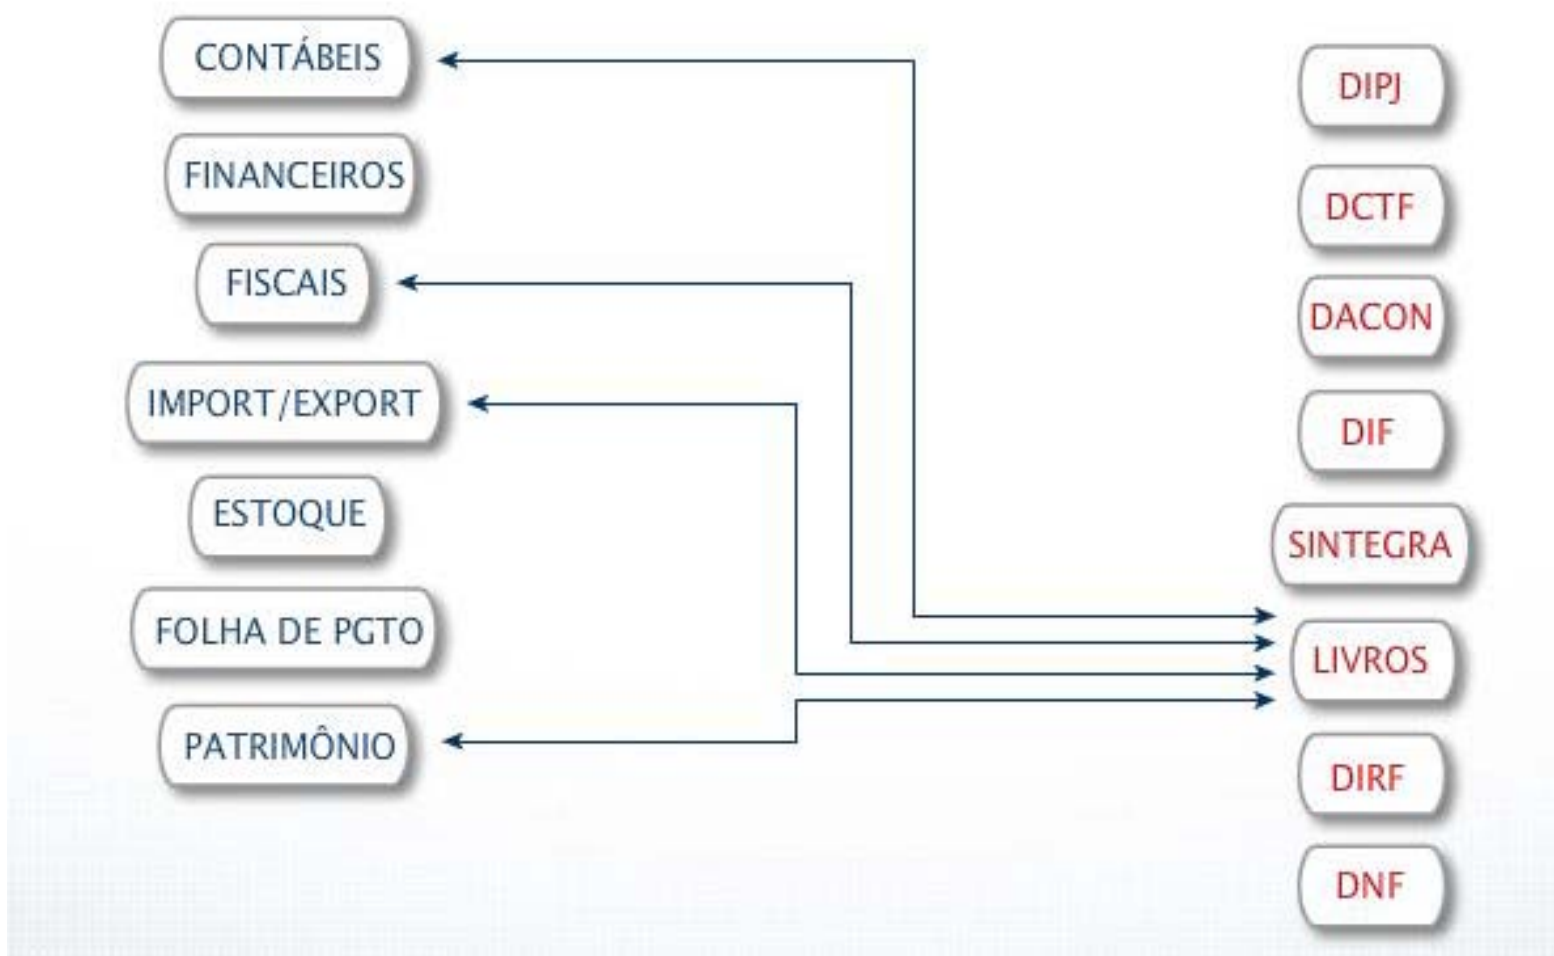 CONTÁBEIS
FINANCEIROS
FISCAIS
IMPORT/EXPORT
ESTOQUE
FOLHA DE PGTO
PATRIMÔNIO
DIPJ
DCTF
DACON
DIF
SINTEGRA
LIVROS
DIRF
DNF